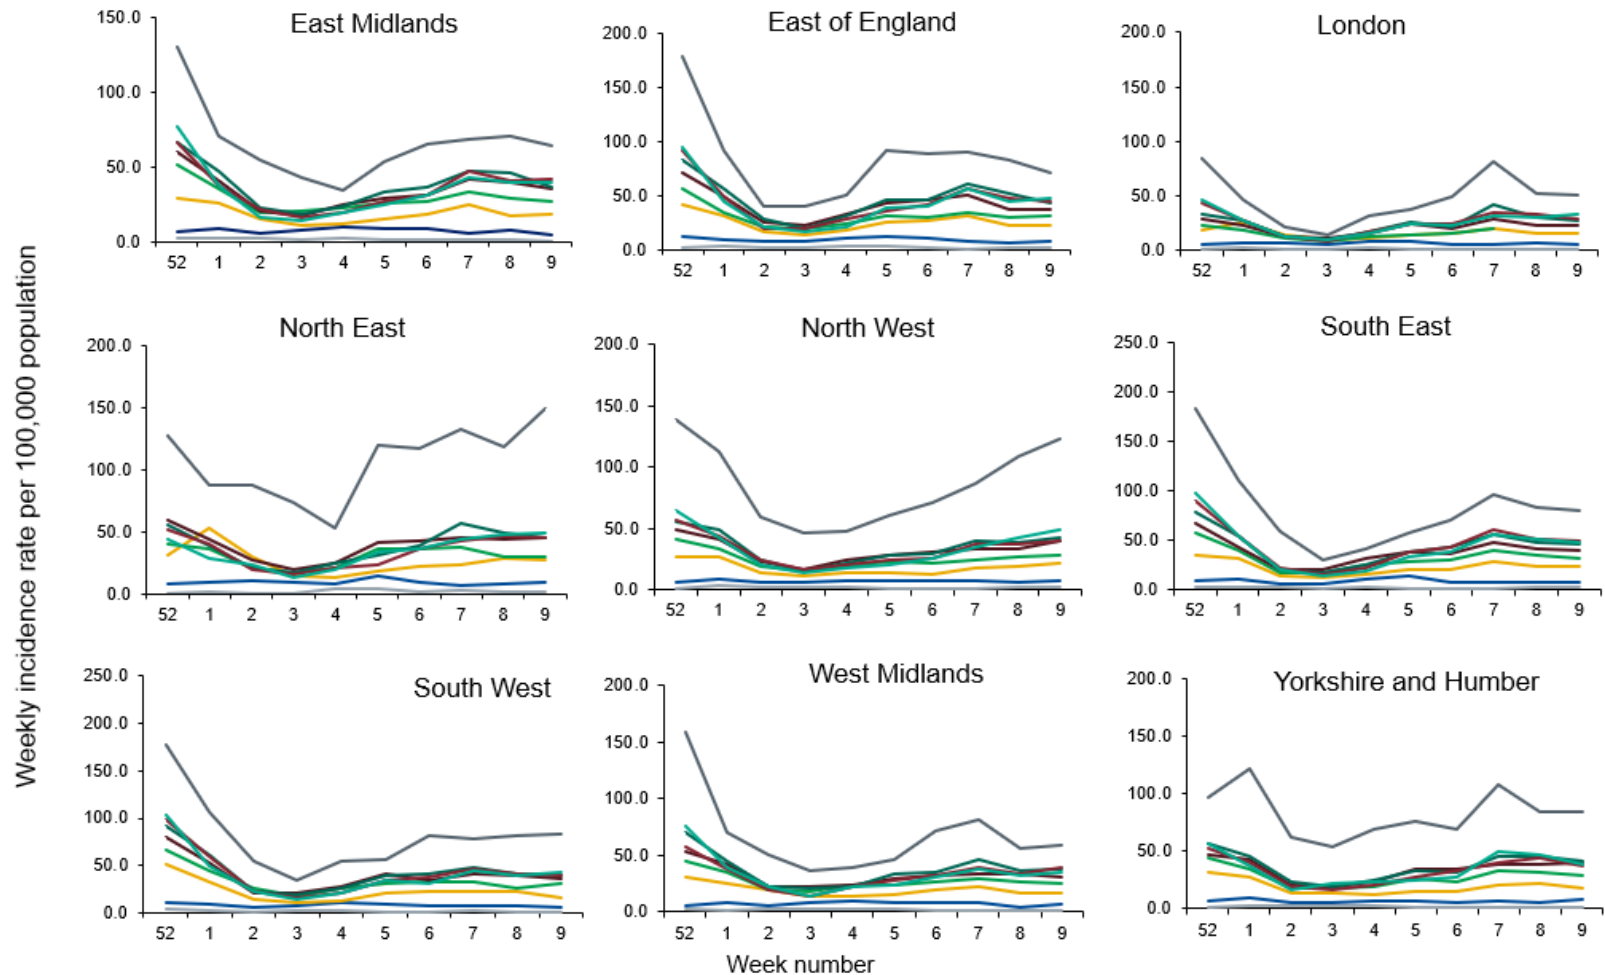 Weekly incidence rate per 100,000 population
East Midlands
150.0
100.0
50.0
0.0
52 1 2 3 4 5 6 7 8 9
East of England
200.0
150.0
100.0
50.0
0.0
52 1 2 3 4 5 6 7 8 9
London
200.0
150.0
100.0
50.0
0.0
52 1 2 3 4 5 6 7 8 9
North East
200.0
150.0
100.0
50.0
0.0
52 1 2 3 4 5 6 7 8 9
North West
200.0
150.0
100.0
50.0
0.0
52 1 2 3 4 5 6 7 8 9
South East
250.0
200.0
150.0
100.0
50.0
0.0
52 1 2 3 4 5 6 7 8 9
South West
250.0
200.0
150.0
100.0
50.0
0.0
52 1 2 3 4 5 6 7 8 9
West Midlands
200.0
150.0
100.0
50.0
0.0
52 1 2 3 4 5 6 7 8 9
Yorkshire and Humber
200.0
150.0
100.0
50.0
0.0
52 1 2 3 4 5 6 7 8 9
Week number